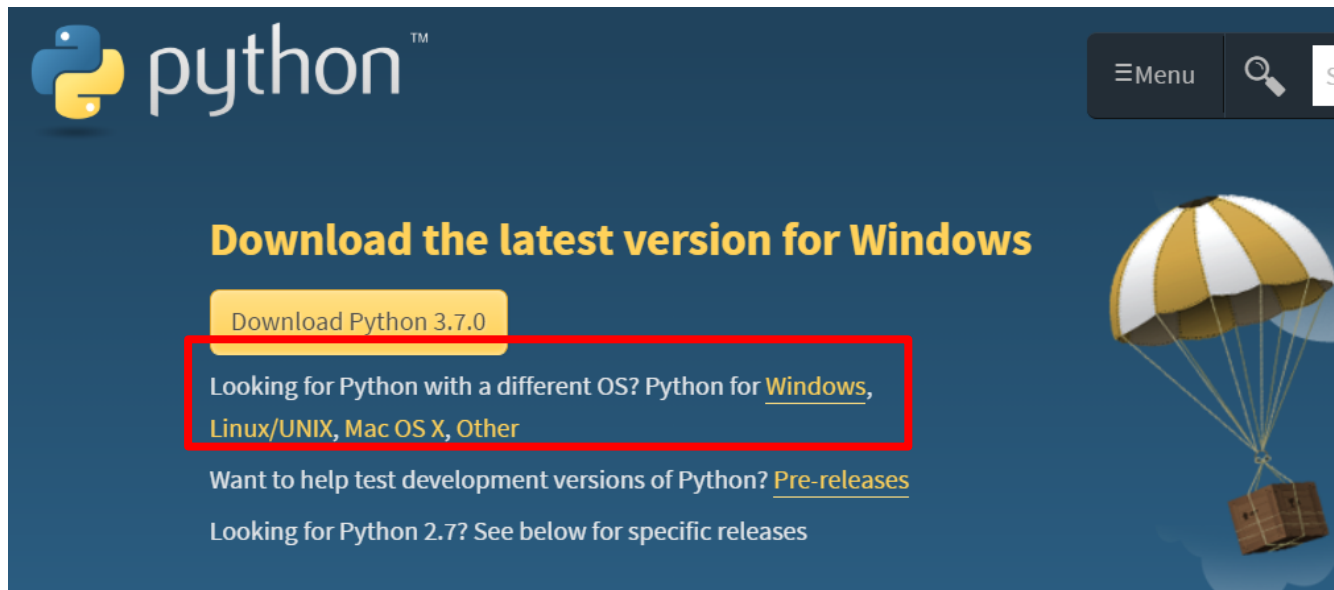 python™
≡Menu
S
Download the latest version for Windows
Download Python 3.7.0
Looking for Python with a different OS? Python for Windows,
Linux/UNIX, Mac OS X, Other
Want to help test development versions of Python? Pre-releases
Looking for Python 2.7? See below for specific releases